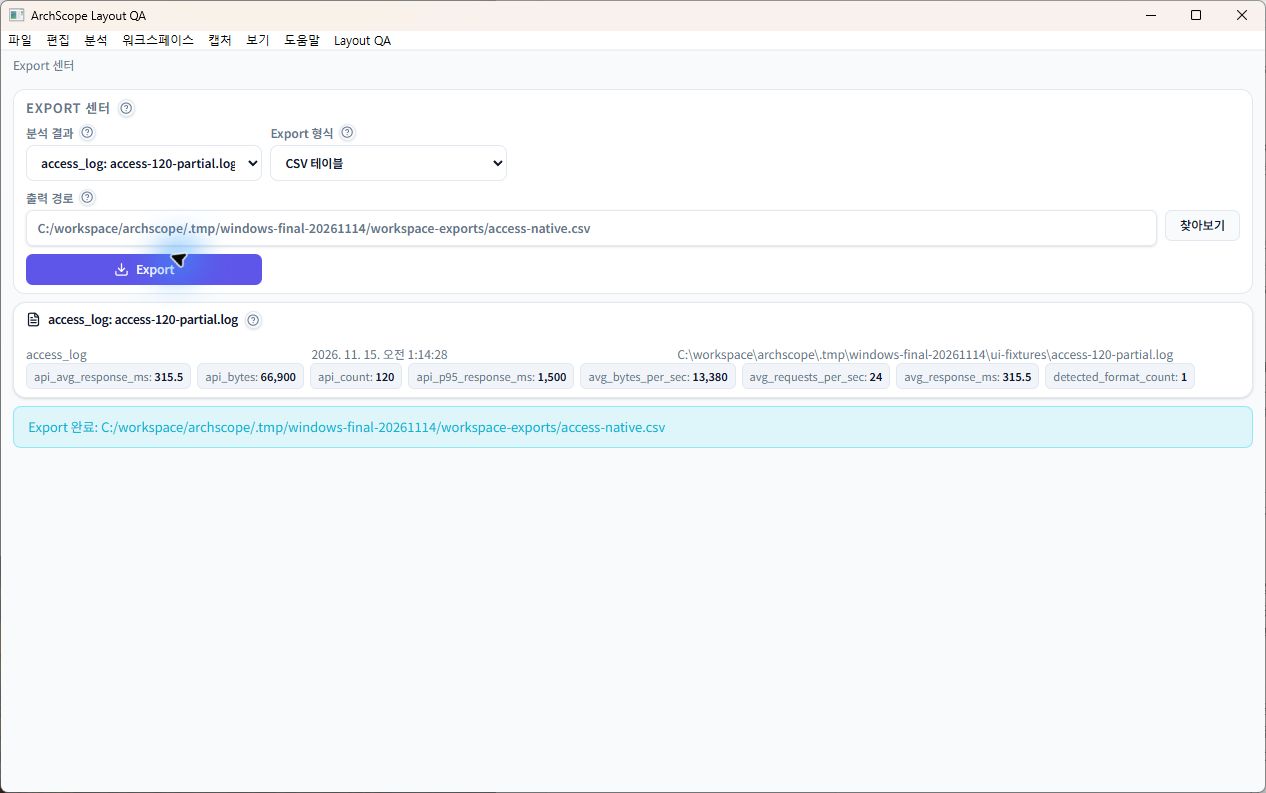 ArchScope Layout QA
파일 편집 분석 워크스페이스 캡처 보기 도움말 Layout QA
Export 센터
EXPORT 센터
분석 결과 Export 형식
access_log: access-120-partial.log CSV 테이블
출력 경로
C:/workspace/archscope/.tmp/windows-final-20261114/workspace-exports/access-native.csv 찾아보기
Export
access_log: access-120-partial.log
access_log 2026. 11. 15. 오전 1:14:28 C:\workspace\archscope\.tmp\windows-final-20261114\ui-fixtures\access-120-partial.log
api_avg_response_ms: 315.5 api_bytes: 66,900 api_count: 120 api_p95_response_ms: 1,500 avg_bytes_per_sec: 13,380 avg_requests_per_sec: 24 avg_response_ms: 315.5 detected_format_count: 1
Export 완료: C:/workspace/archscope/.tmp/windows-final-20261114/workspace-exports/access-native.csv